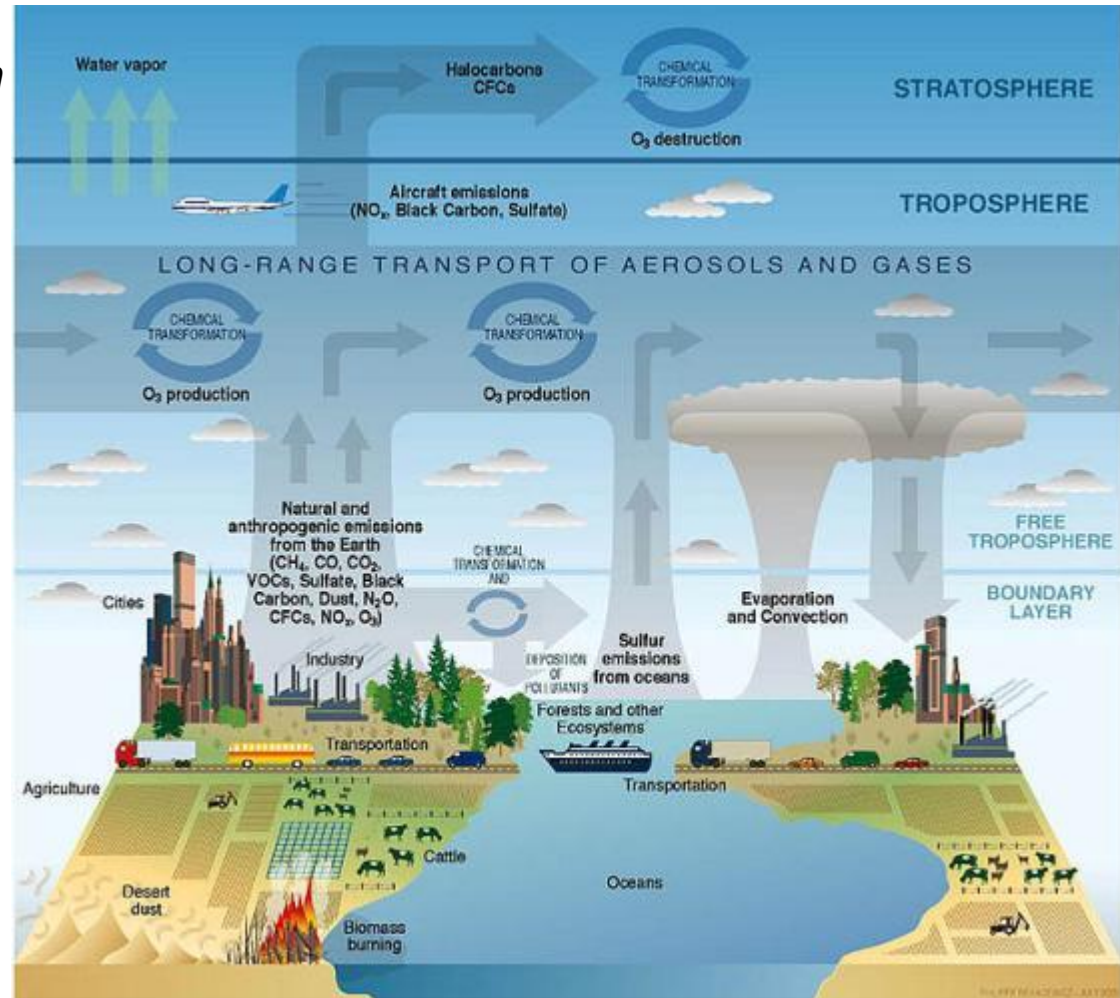 Water vapor
Halocarbons
CFCs
CHEMICAL
TRANSFORMATION
O₃ destruction
STRATOSPHERE
Aircraft emissions
(NOₓ, Black Carbon, Sulfate)
TROPOSPHERE
LONG-RANGE TRANSPORT OF AEROSOLS AND GASES
CHEMICAL
TRANSFORMATION
O₃ production
CHEMICAL
TRANSFORMATION
O₃ production
Natural and
anthropogenic emissions
from the Earth
(CH₄, CO, CO₂,
VOCs, Sulfate, Black
Carbon, Dust, N₂O,
CFCs, NOₓ, O₃)
CHEMICAL
TRANSFORMATION
AND
DEPOSITION
OF
POLLUTANTS
FREE
TROPOSPHERE
BOUNDARY
LAYER
Cities
Industry
Sulfur
emissions
from oceans
Evaporation
and Convection
Forests and other
Ecosystems
Transportation
Transportation
Agriculture
Cattle
Oceans
Desert
dust
Biomass
burning